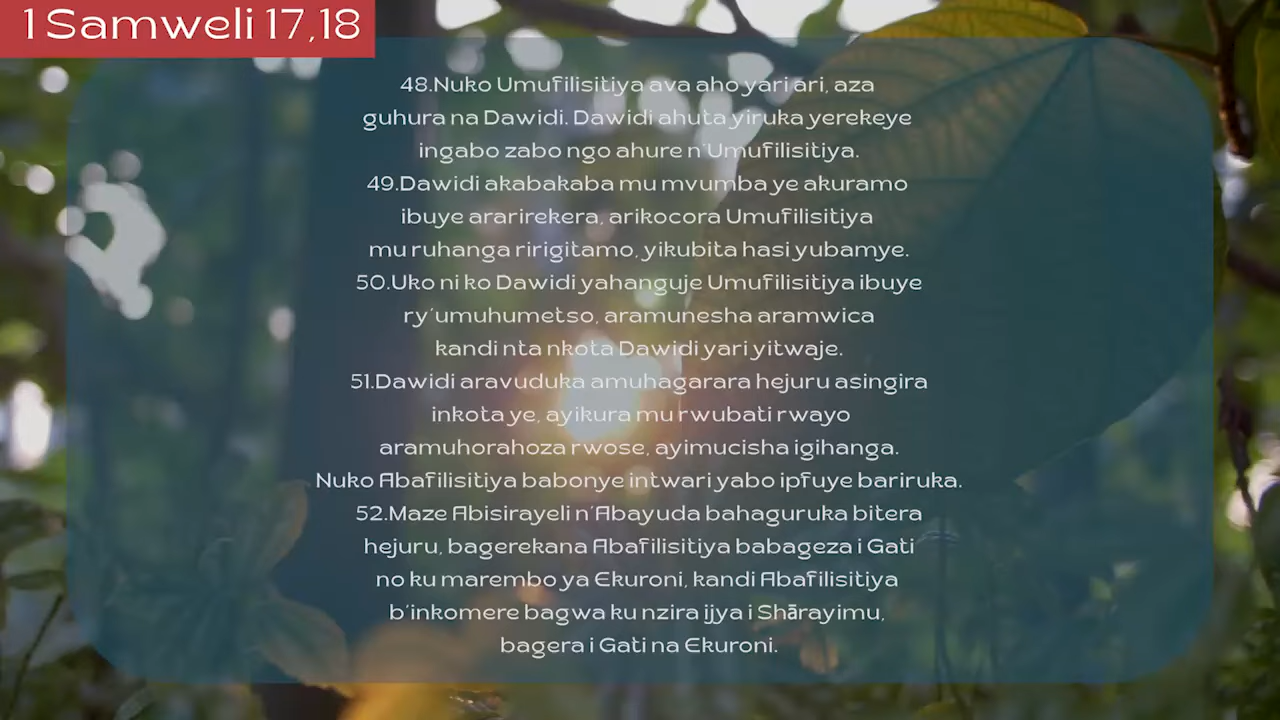 1 Samweli 17,18
48.Nuko Umufilisitiya ava aho yari ari, aza
guhura na Dawidi. Dawidi ahuta yiruka yerekeye
ingabo zabo ngo ahure n'Umufilisitiya.
49.Dawidi akabakaba mu mvumba ye akuramo
ibuye ararirekera, arikocora Umufilisitiya
mu ruhanga ririgitamo, yikubita hasi yubamye.
50.Uko ni ko Dawidi yahanguje Umufilisitiya ibuye
ry'umuhumetso, aramunesha aramwica
kandi nta nkota Dawidi yari yitwaje.
51.Dawidi aravuduka amuhagarara hejuru asingira
inkota ye, ayikura mu rwubati rwayo
aramuhorahoza rwose, ayimucisha igihanga.
Nuko Abafilisitiya babonye intwari yabo ipfuye bariruka.
52.Maze Abisirayeli n'Abayuda bahaguruka bitera
hejuru, bagerekana Abafilisitiya babageza i Gati
no ku marembo ya Ekuroni, kandi Abafilisitiya
b'inkomere bagwa ku nzira ijya i Shārayimu,
bagera i Gati na Ekuroni.